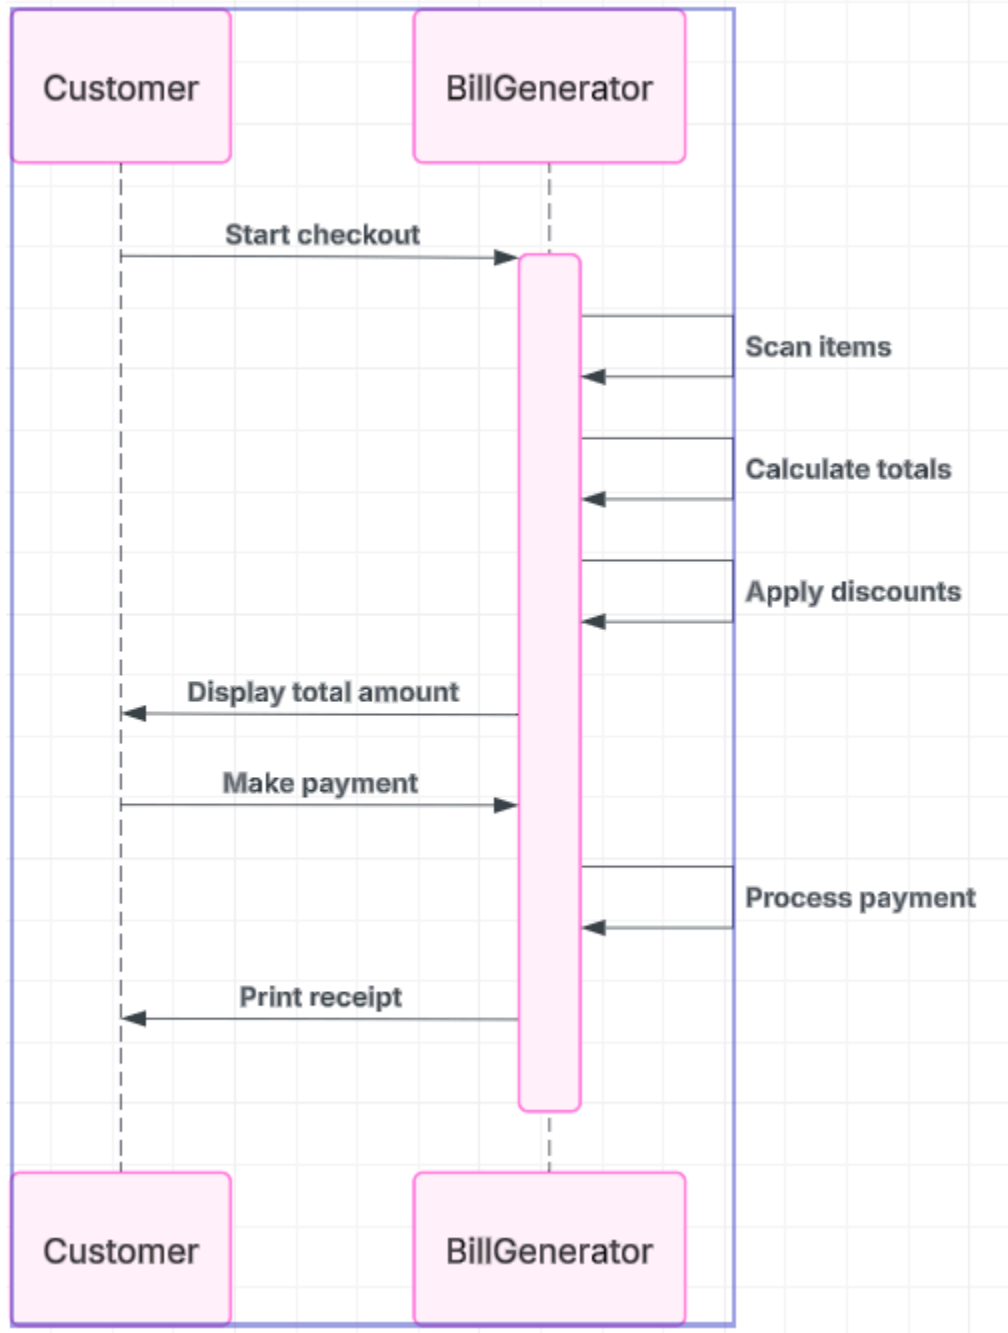 Customer
BillGenerator
Start checkout
Scan items
Calculate totals
Apply discounts
Display total amount
Make payment
Process payment
Print receipt
Customer
BillGenerator